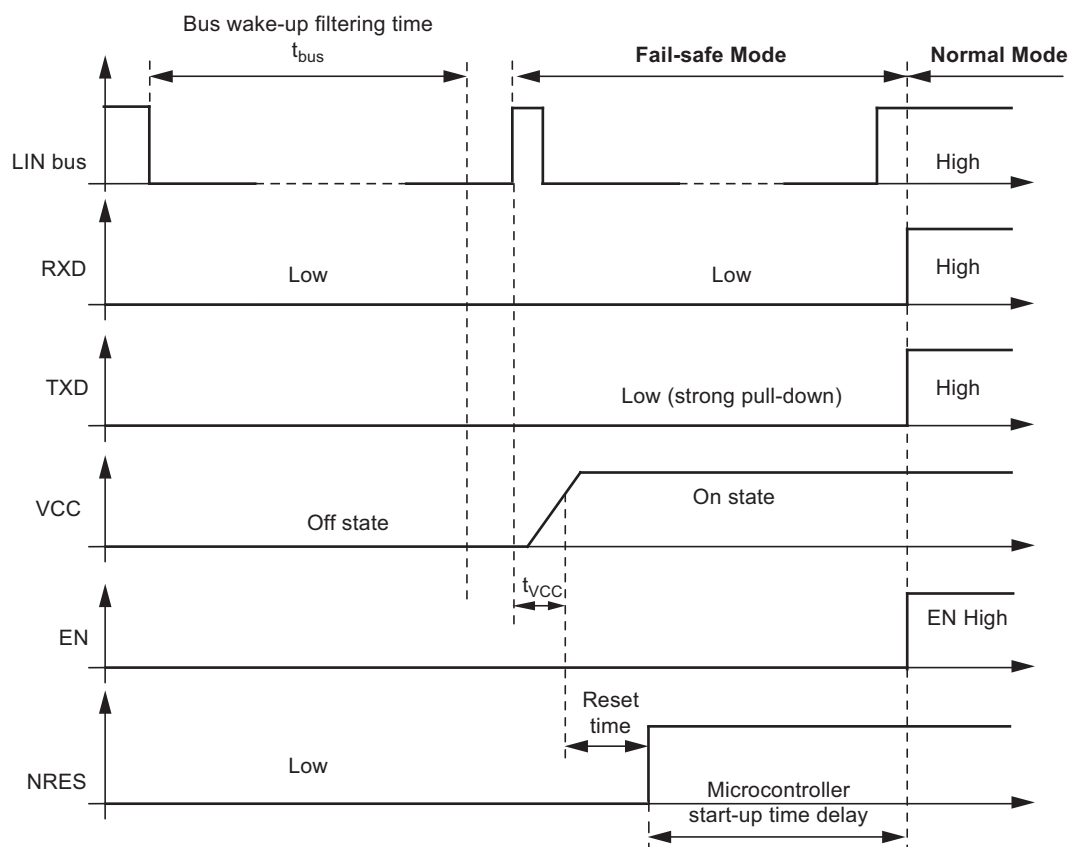 Bus wake-up filtering time
tbus
Fail-safe Mode
Normal Mode
LIN bus
High
RXD
Low
Low
High
TXD
Low (strong pull-down)
High
VCC
Off state
On state
tVCC
EN
EN High
Reset
time
NRES
Low
Microcontroller
start-up time delay